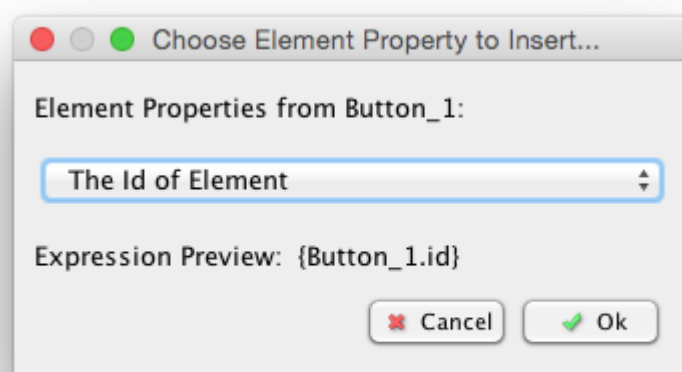 Choose Element Property to Insert...
Element Properties from Button_1:
The Id of Element
Expression Preview: {Button_1.id}
Cancel Ok